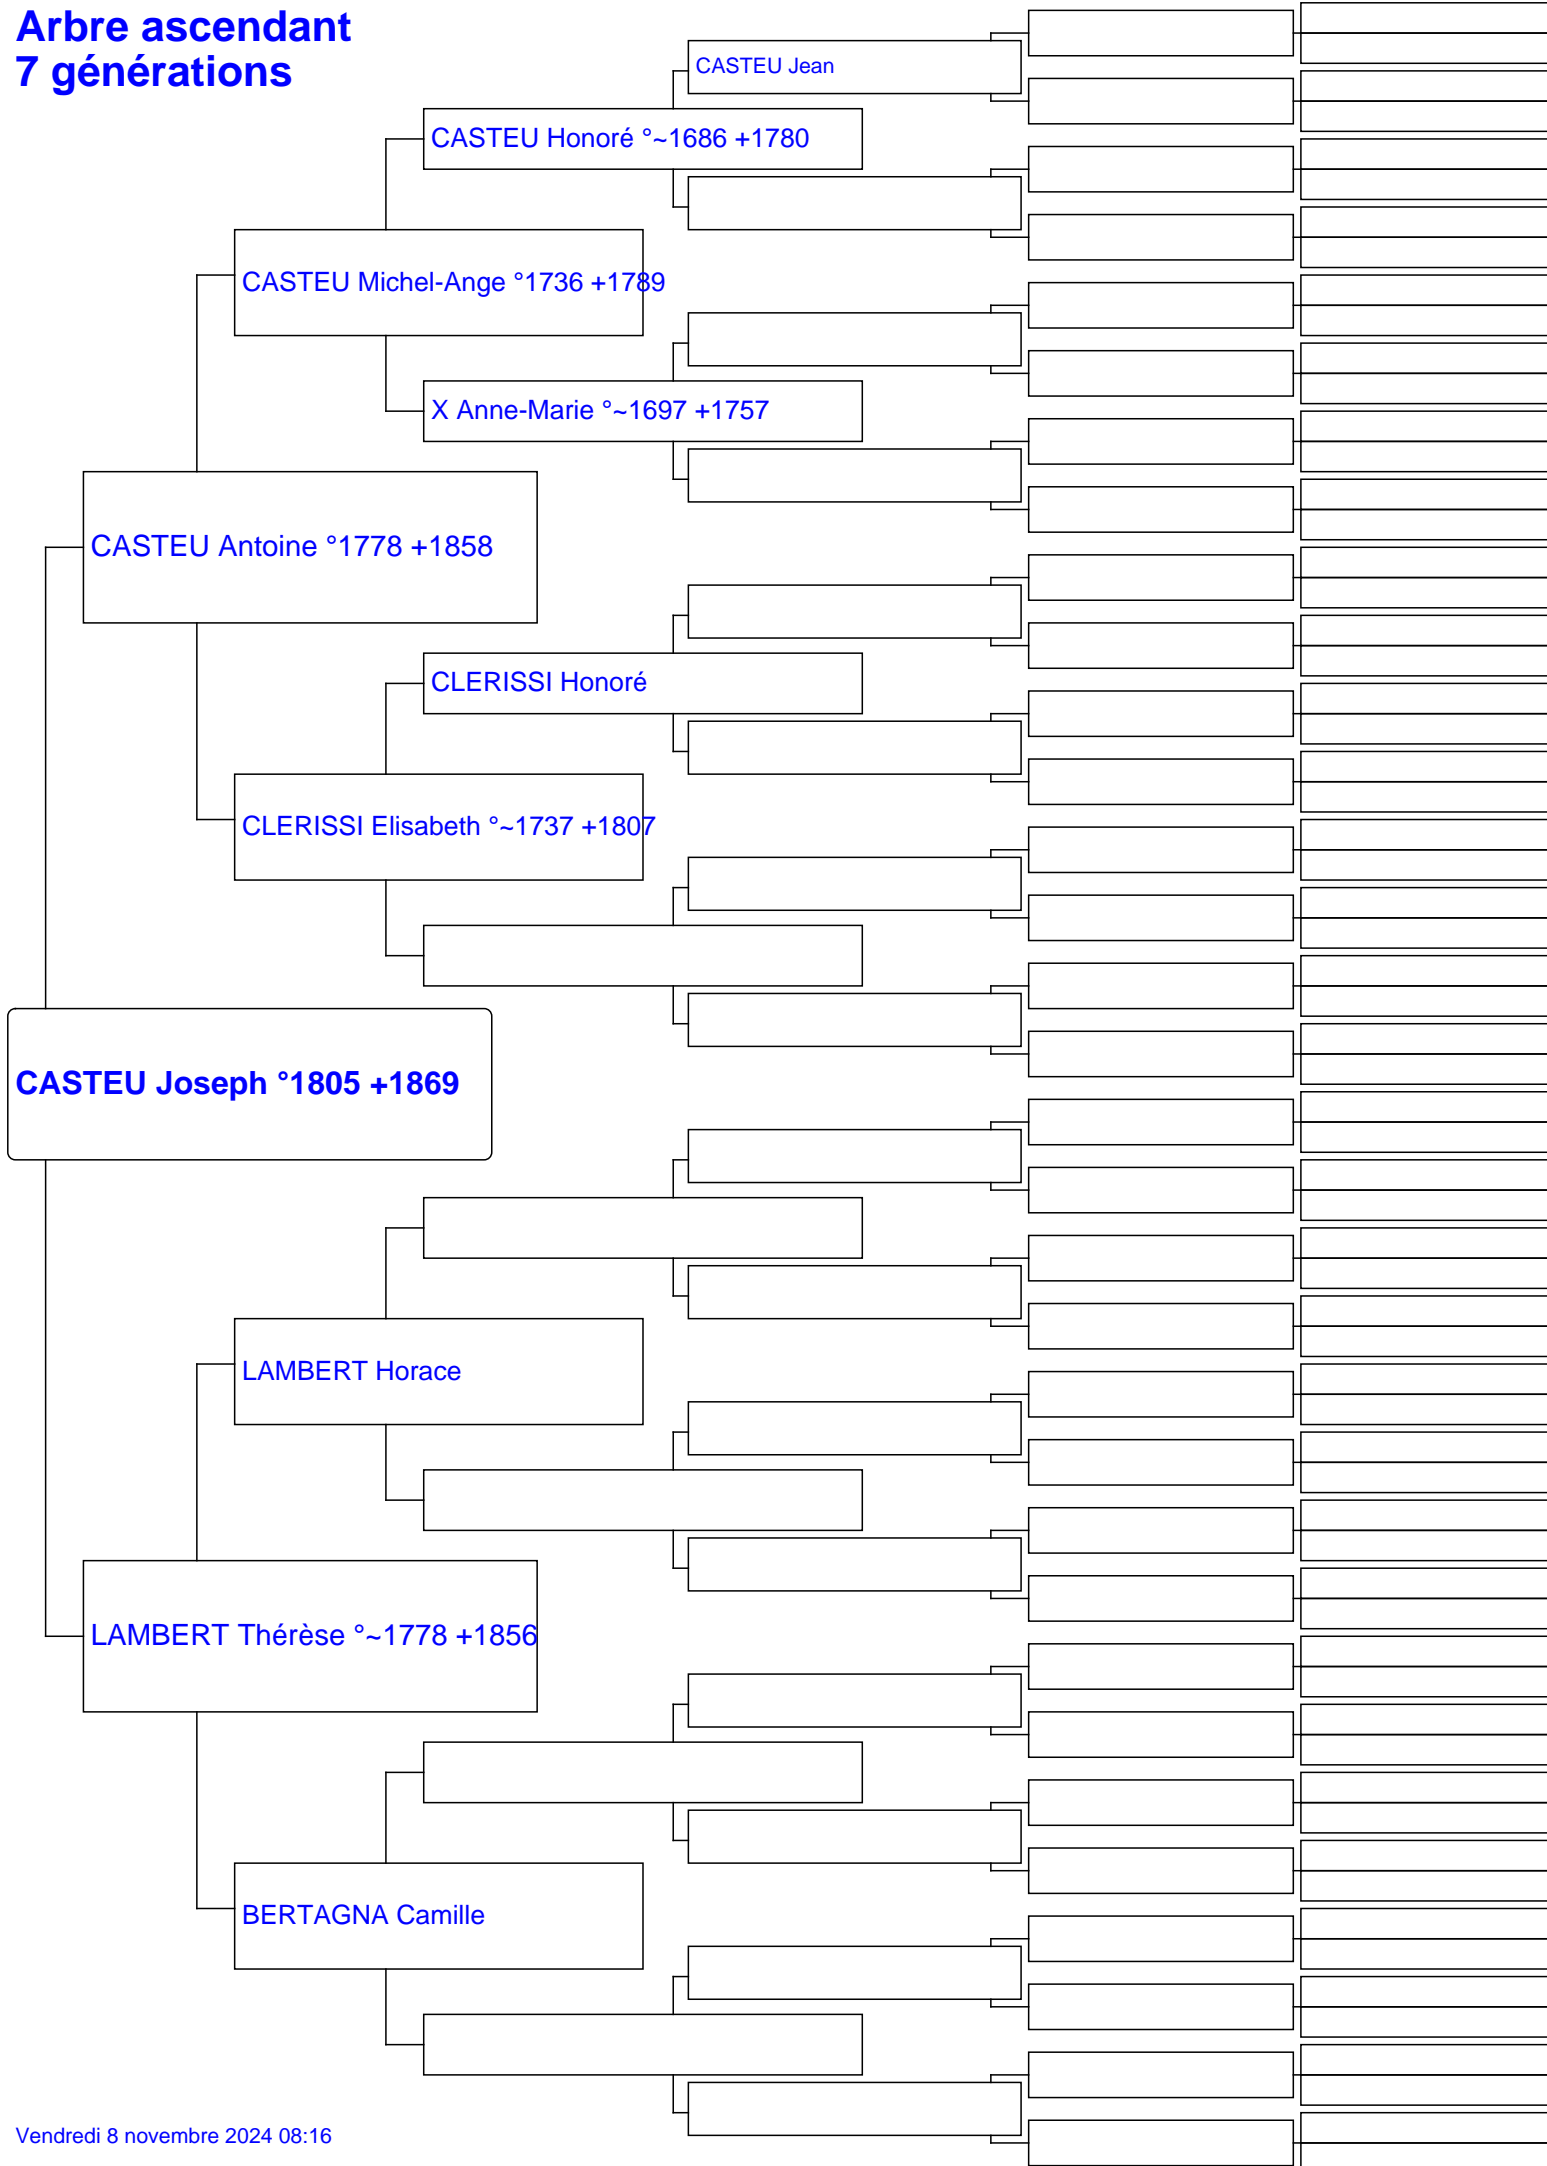 Arbre ascendant
7 générations
CASTEU Jean
CASTEU Honoré °~1686 +1780
CASTEU Michel-Ange °1736 +1789
X Anne-Marie °~1697 +1757
CASTEU Antoine °1778 +1858
CLERISSI Honoré
CLERISSI Elisabeth °~1737 +1807
CASTEU Joseph °1805 +1869
LAMBERT Horace
LAMBERT Thérèse °~1778 +1856
BERTAGNA Camille
Vendredi 8 novembre 2024 08:16